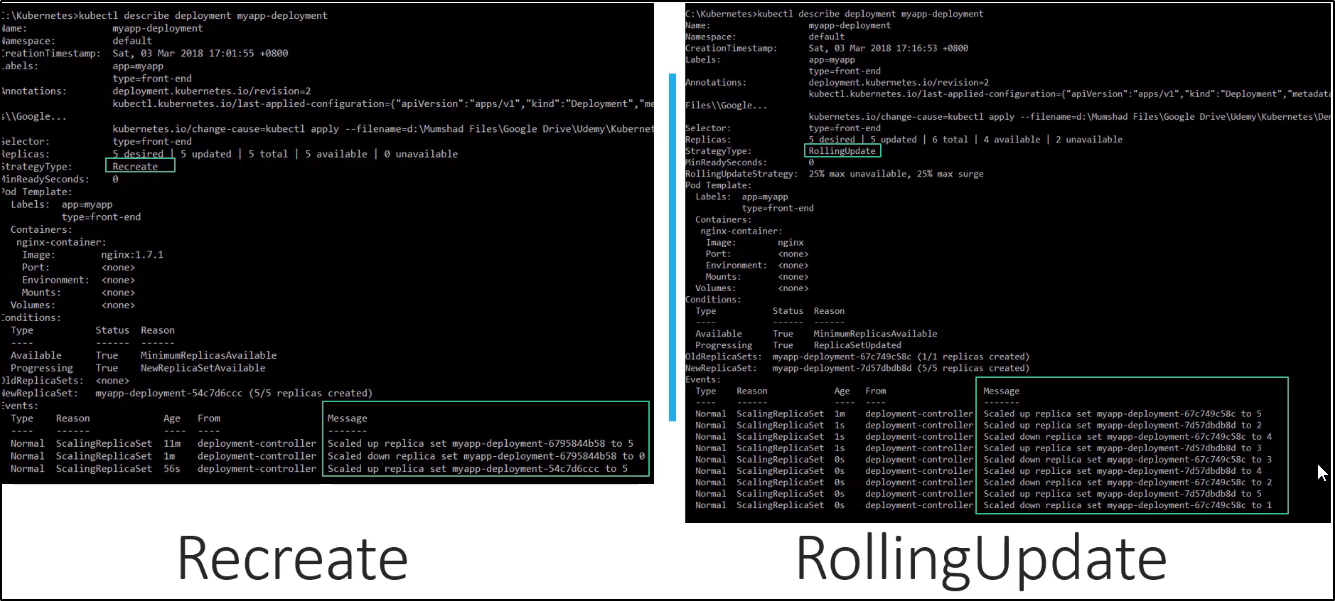 C:\Kubernetes>kubectl describe deployment myapp-deployment
Name: myapp-deployment
Namespace: default
CreationTimestamp: Sat, 03 Mar 2018 17:01:55 +0800
Labels: app=myapp
type=front-end
Annotations: deployment.kubernetes.io/revision=2
kubectl.kubernetes.io/last-applied-configuration={"apiVersion":"apps/v1","kind":"Deployment","me
s\\Google...
kubernetes.io/change-cause=kubectl apply --filename=d:\Mumshad Files\Google Drive\Udemy\Kubernet
Selector: type=front-end
Replicas: 5 desired | 5 updated | 5 total | 5 available | 0 unavailable
StrategyType: Recreate
MinReadySeconds: 0
Pod Template:
Labels: app=myapp
type=front-end
Containers:
nginx-container:
Image: nginx:1.7.1
Port: <none>
Environment: <none>
Mounts: <none>
Volumes: <none>
Conditions:
Type Status Reason
---- ------ ------
Available True MinimumReplicasAvailable
Progressing True NewReplicaSetAvailable
OldReplicaSets: <none>
NewReplicaSet: myapp-deployment-54c7d6ccc (5/5 replicas created)
Events:
Type Reason Age From Message
---- ------ ---- ---- -------
Normal ScalingReplicaSet 11m deployment-controller Scaled up replica set myapp-deployment-6795844b58 to 5
Normal ScalingReplicaSet 1m deployment-controller Scaled down replica set myapp-deployment-6795844b58 to 0
Normal ScalingReplicaSet 56s deployment-controller Scaled up replica set myapp-deployment-54c7d6ccc to 5
Recreate
C:\Kubernetes>kubectl describe deployment myapp-deployment
Name: myapp-deployment
Namespace: default
CreationTimestamp: Sat, 03 Mar 2018 17:16:53 +0800
Labels: app=myapp
type=front-end
Annotations: deployment.kubernetes.io/revision=2
kubectl.kubernetes.io/last-applied-configuration={"apiVersion":"apps/v1","kind":"Deployment","metadata
Files\\Google...
kubernetes.io/change-cause=kubectl apply --filename=d:\Mumshad Files\Google Drive\Udemy\Kubernetes\Dem
Selector: type=front-end
Replicas: 5 desired | 5 updated | 6 total | 4 available | 2 unavailable
StrategyType: RollingUpdate
MinReadySeconds: 0
RollingUpdateStrategy: 25% max unavailable, 25% max surge
Pod Template:
Labels: app=myapp
type=front-end
Containers:
nginx-container:
Image: nginx
Port: <none>
Environment: <none>
Mounts: <none>
Volumes: <none>
Conditions:
Type Status Reason
---- ------ ------
Available True MinimumReplicasAvailable
Progressing True ReplicaSetUpdated
OldReplicaSets: myapp-deployment-67c749c58c (1/1 replicas created)
NewReplicaSet: myapp-deployment-7d57dbdb8d (5/5 replicas created)
Events:
Type Reason Age From Message
---- ------ ---- ---- -------
Normal ScalingReplicaSet 1m deployment-controller Scaled up replica set myapp-deployment-67c749c58c to 5
Normal ScalingReplicaSet 1s deployment-controller Scaled up replica set myapp-deployment-7d57dbdb8d to 2
Normal ScalingReplicaSet 1s deployment-controller Scaled down replica set myapp-deployment-67c749c58c to 4
Normal ScalingReplicaSet 1s deployment-controller Scaled up replica set myapp-deployment-7d57dbdb8d to 3
Normal ScalingReplicaSet 0s deployment-controller Scaled down replica set myapp-deployment-67c749c58c to 3
Normal ScalingReplicaSet 0s deployment-controller Scaled up replica set myapp-deployment-7d57dbdb8d to 4
Normal ScalingReplicaSet 0s deployment-controller Scaled down replica set myapp-deployment-67c749c58c to 2
Normal ScalingReplicaSet 0s deployment-controller Scaled up replica set myapp-deployment-7d57dbdb8d to 5
Normal ScalingReplicaSet 0s deployment-controller Scaled down replica set myapp-deployment-67c749c58c to 1
RollingUpdate